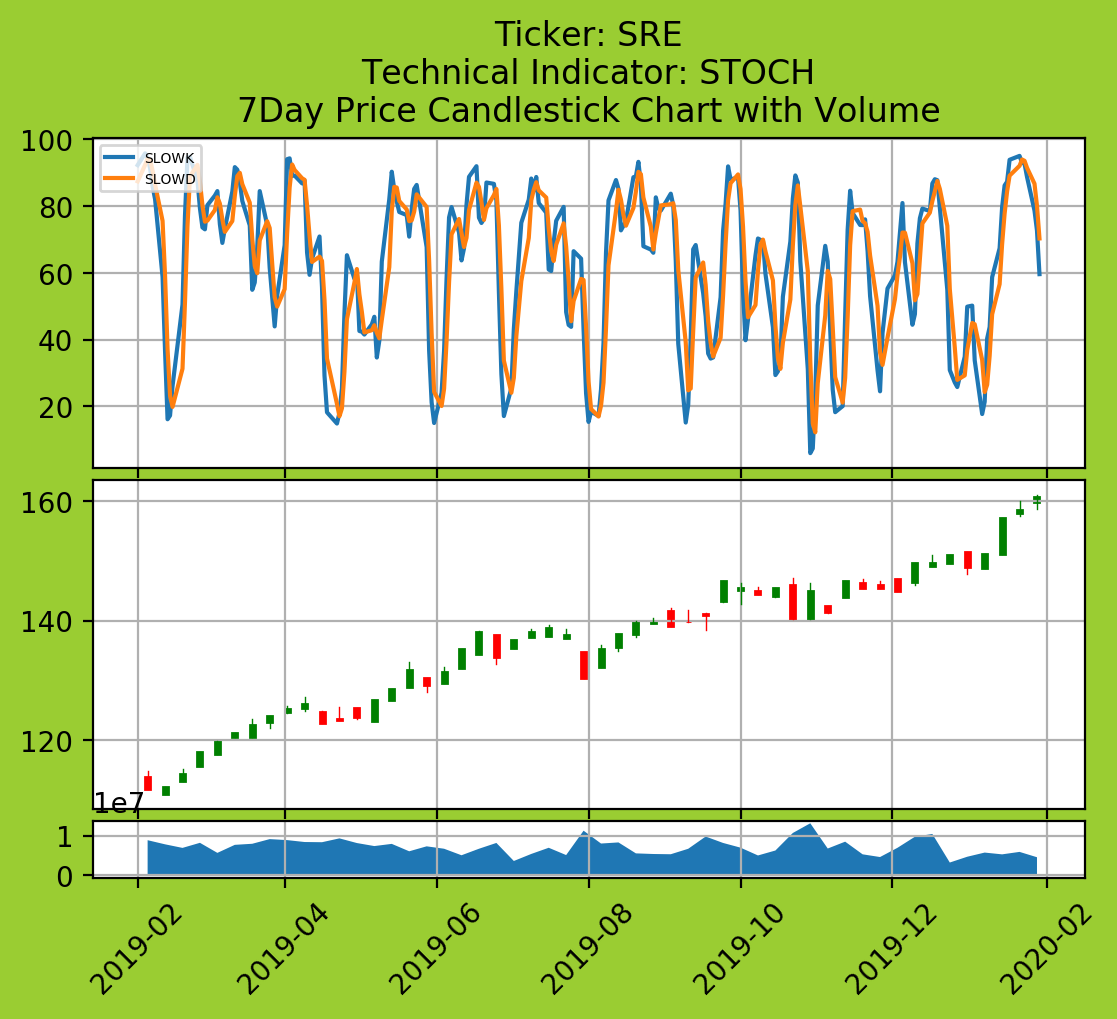 Ticker: SRE
Technical Indicator: STOCH
7Day Price Candlestick Chart with Volume
100
80
60
40
20
SLOWK
SLOWD
160
140
120
1e7
1
0
2019-02
2019-04
2019-06
2019-08
2019-10
2019-12
2020-02